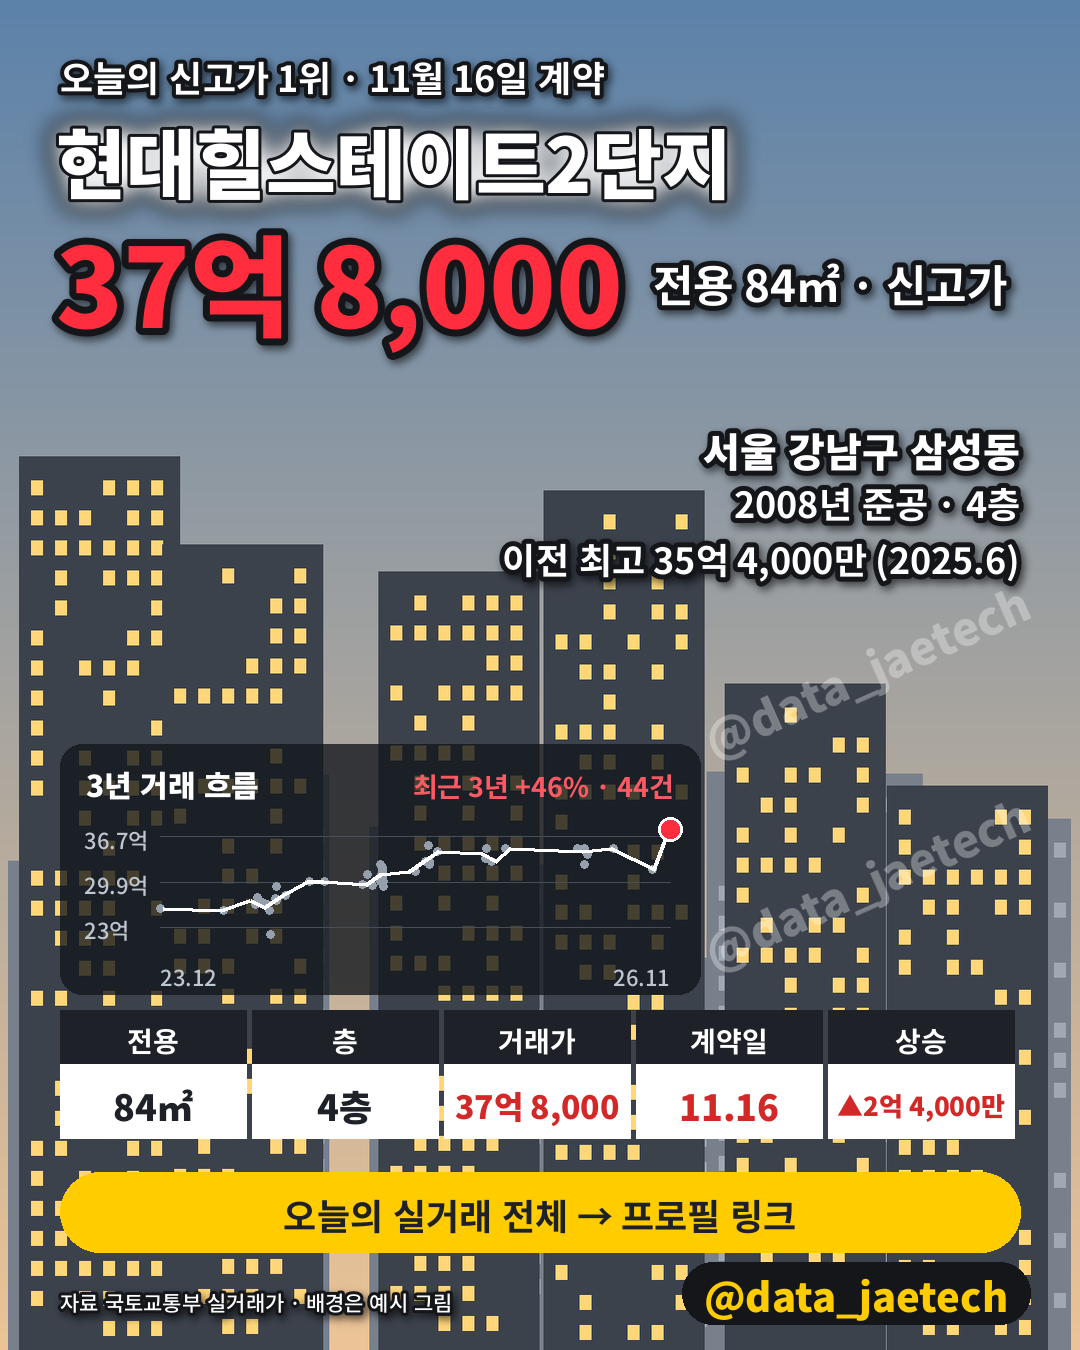 오늘의 신고가 1위 · 11월 16일 계약
현대힐스테이트2단지
37억 8,000 전용 84㎡ · 신고가
서울 강남구 삼성동
2008년 준공 · 4층
이전 최고 35억 4,000만 (2025.6)
@data_jaetech
3년 거래 흐름 최근 3년 +46% · 44건
36.7억
29.9억
23억
23.12 26.11
@data_jaetech
전용 층 거래가 계약일 상승
84㎡ 4층 37억 8,000 11.16 ▲2억 4,000만
오늘의 실거래 전체 → 프로필 링크
자료 국토교통부 실거래가 · 배경은 예시 그림
@data_jaetech